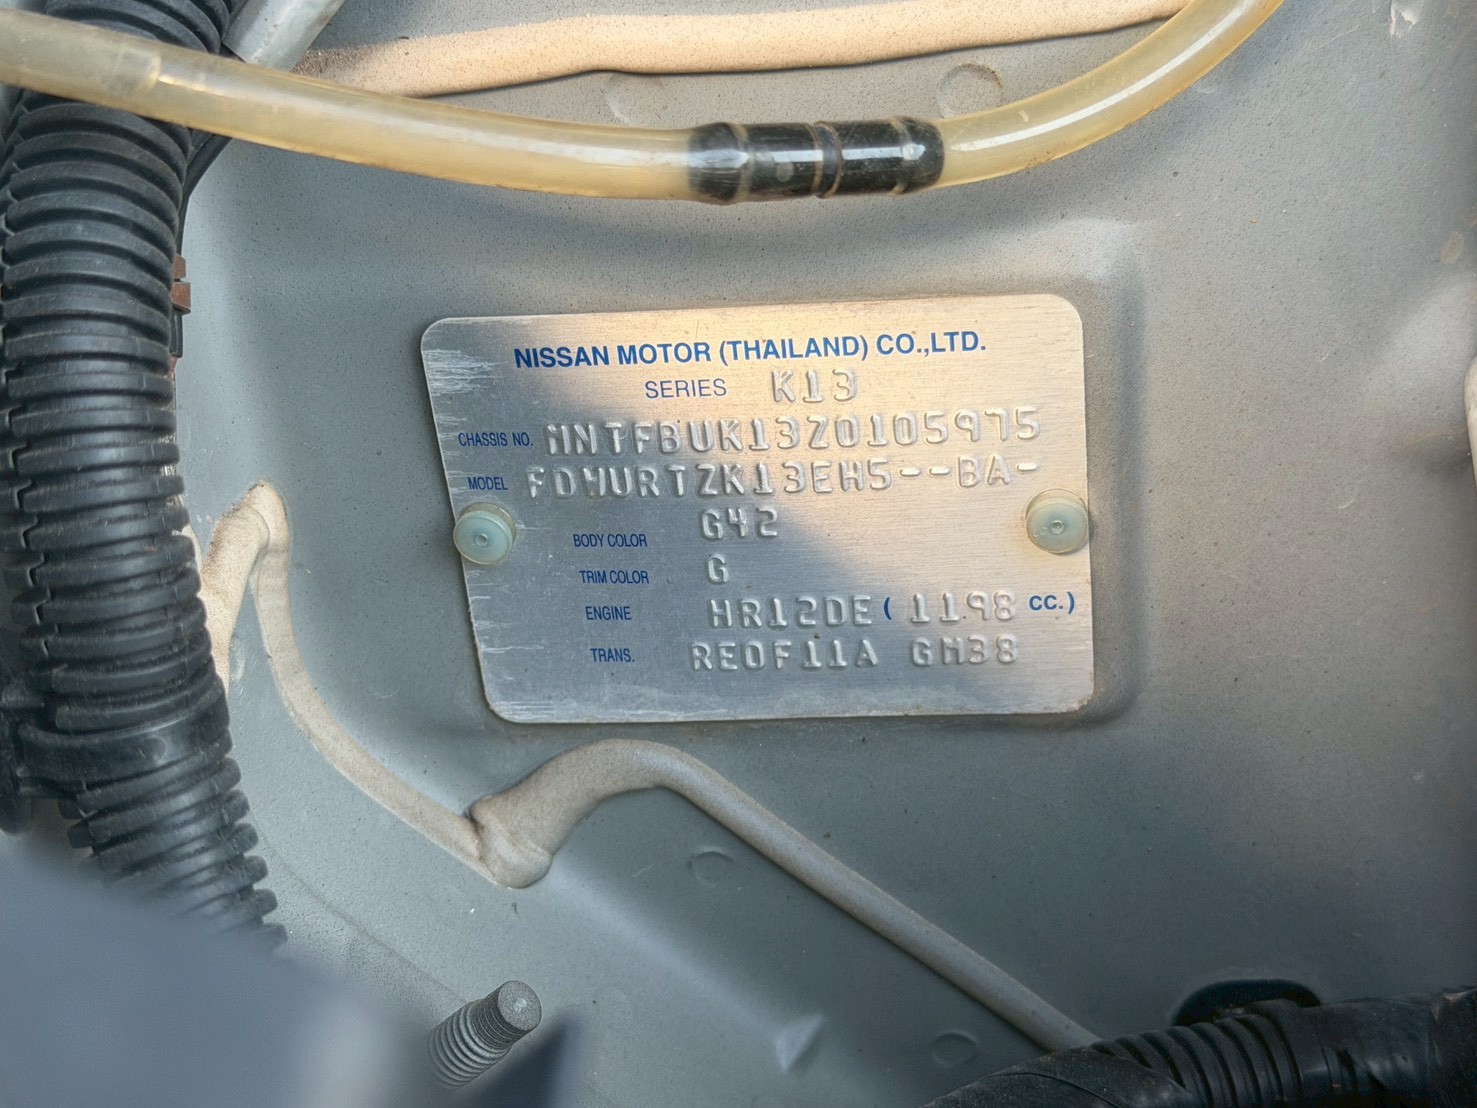 NISSAN MOTOR (THAILAND) CO.,LTD.
SERIES K13
CHASSIS NO. MNTFBUK13Z0105975
MODEL FDWURTZK13EH5--BA-
BODY COLOR G42
TRIM COLOR G
ENGINE HR12DE ( 1198 CC.)
TRANS. RE0F11A GH38